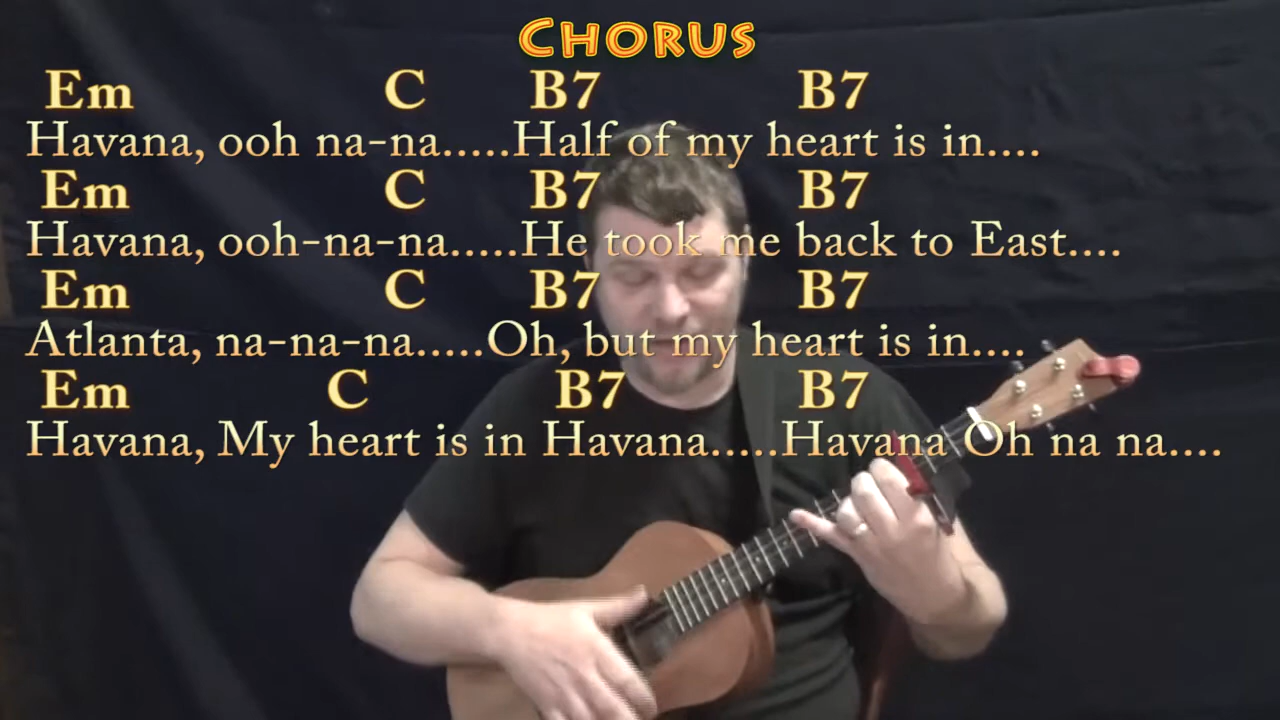 CHORUS
Em C B7 B7
Havana, ooh na-na.....Half of my heart is in....
Em C B7 B7
Havana, ooh-na-na.....He took me back to East....
Em C B7 B7
Atlanta, na-na-na.....Oh, but my heart is in....
Em C B7 B7
Havana, My heart is in Havana.....Havana Oh na na....